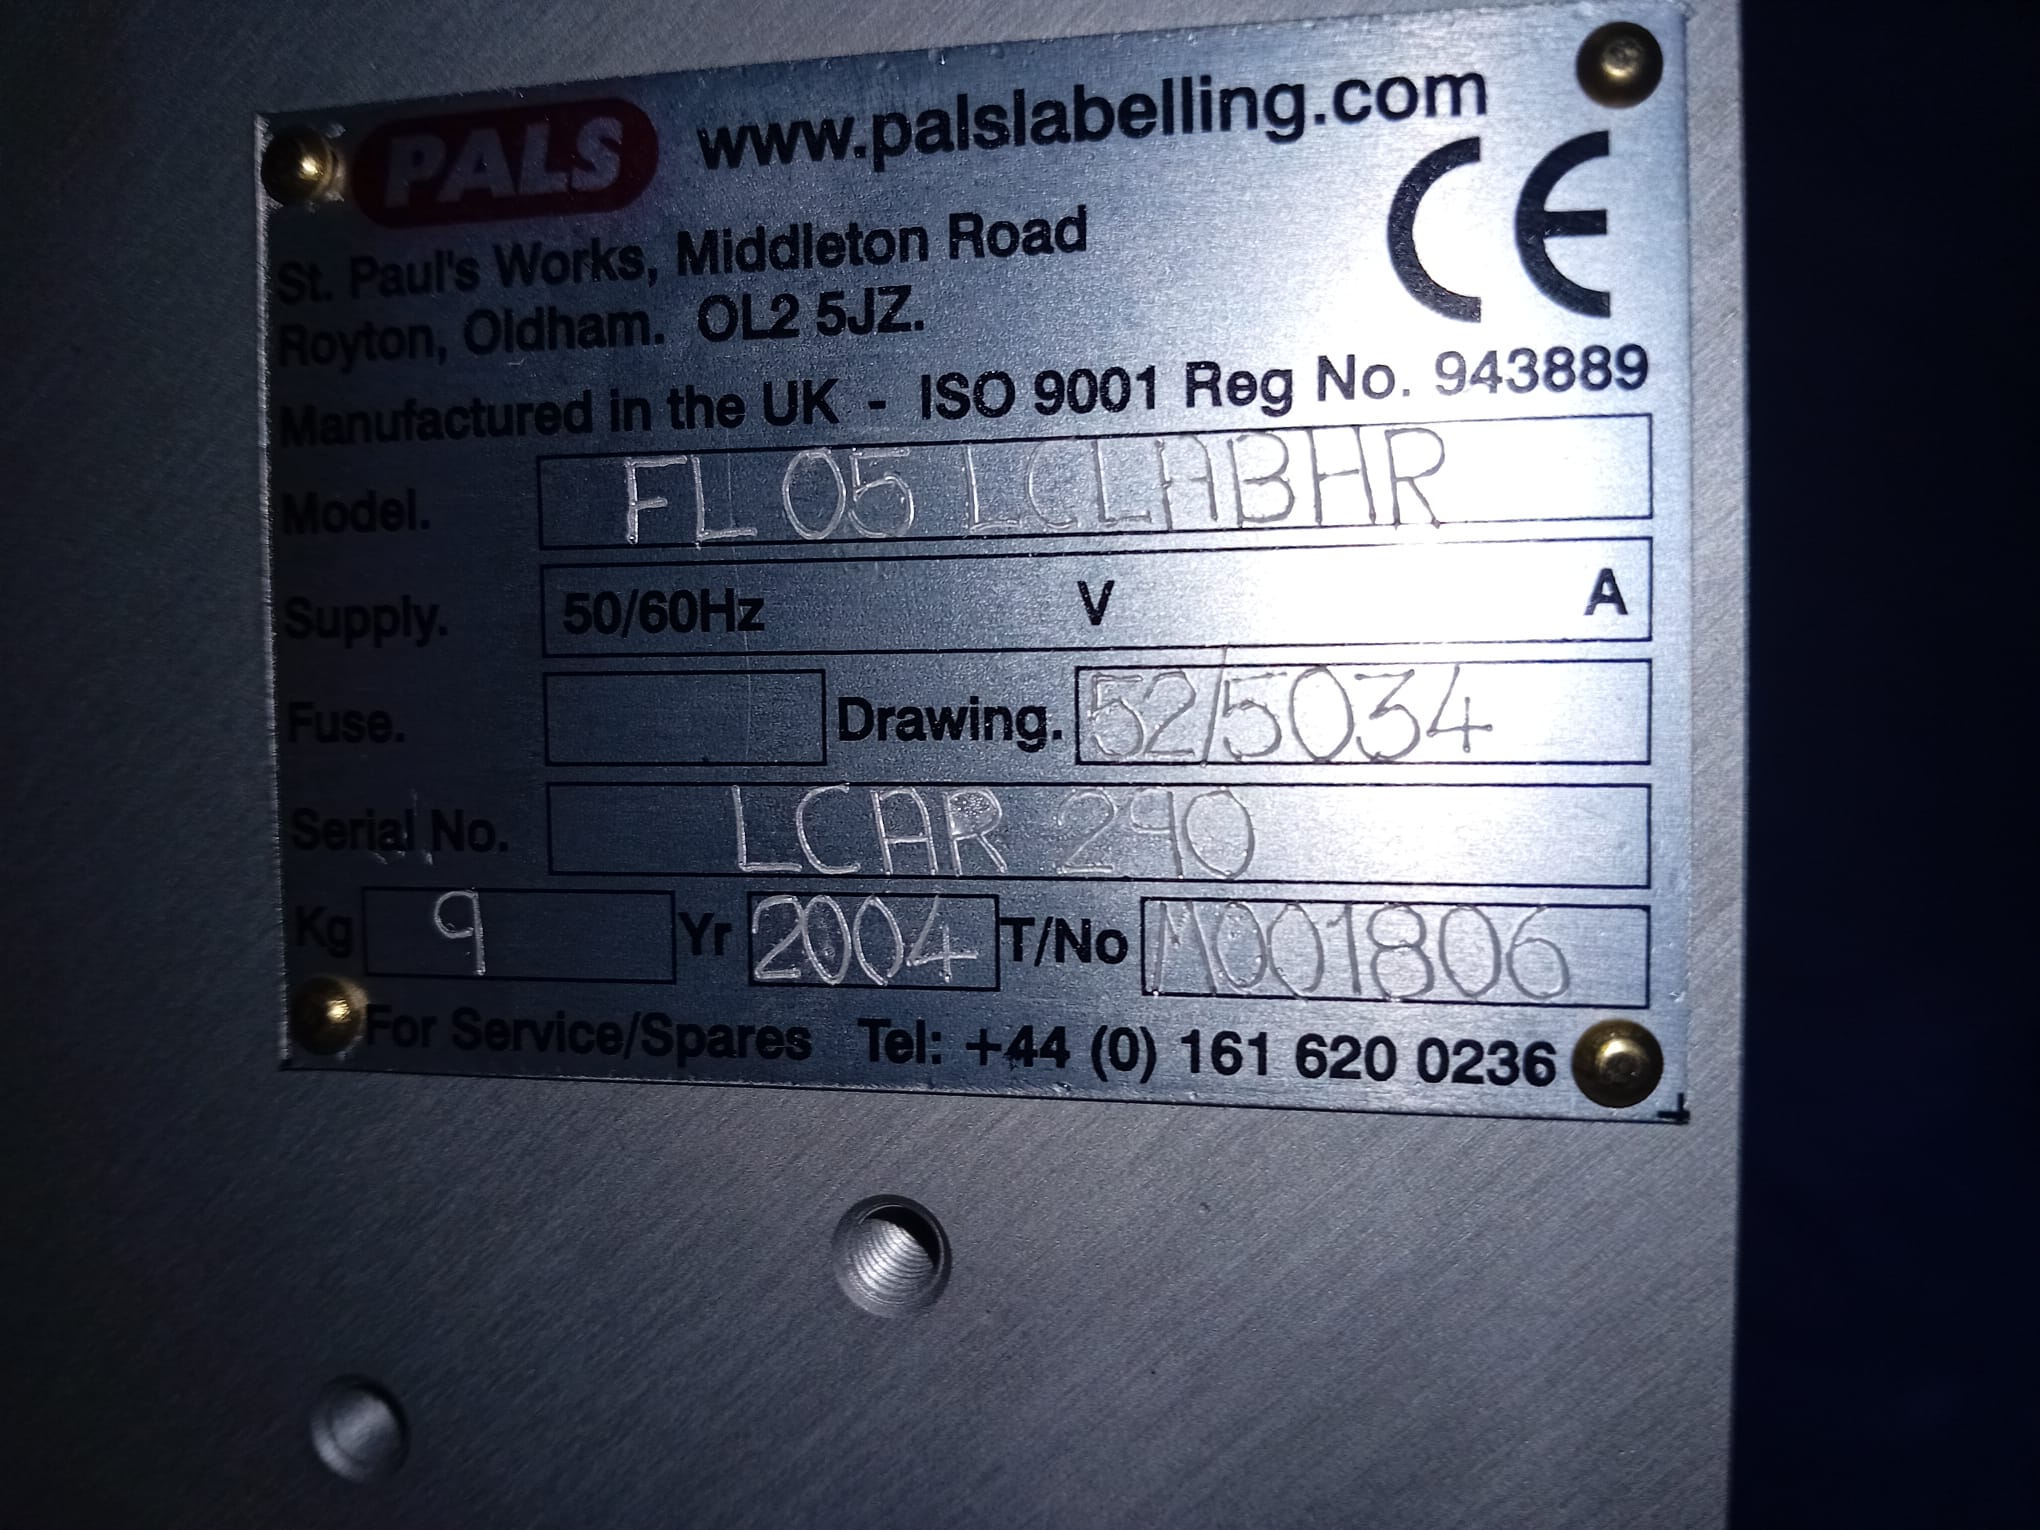 PALS www.palslabelling.com
CE
St. Paul's Works, Middleton Road
Royton, Oldham. OL2 5JZ.
Manufactured in the UK - ISO 9001 Reg No. 943889
Model. FL 05 LCLABHR
Supply. 50/60Hz V A
Fuse. Drawing. 52/5034
Serial No. LCAR 290
Kg 9 Yr 2004 T/No M001806
For Service/Spares Tel: +44 (0) 161 620 0236